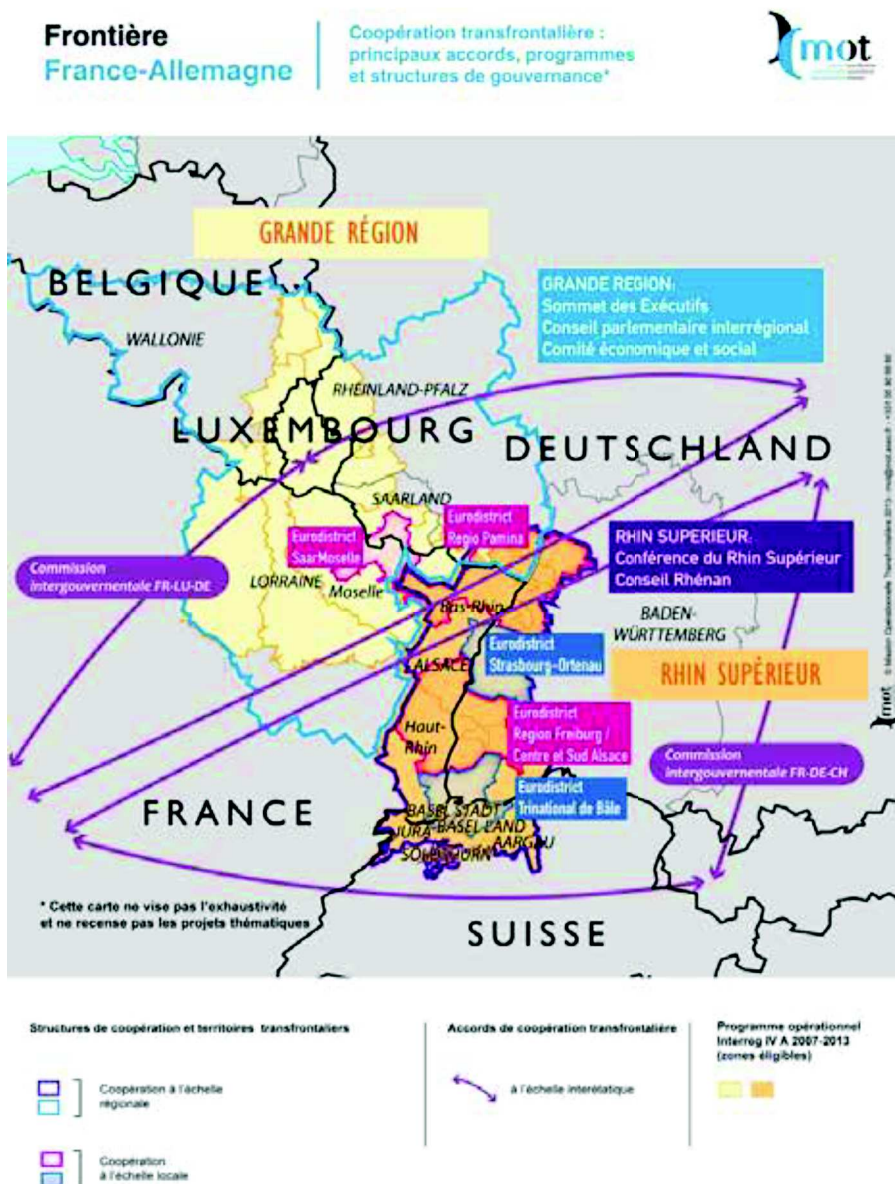 Frontière
France-Allemagne
Coopération transfrontalière :
principaux accords, programmes
et structures de gouvernance*
mot
GRANDE RÉGION
BELGIQUE
WALLONIE
GRANDE REGION:
Sommet des Exécutifs
Conseil parlementaire interrégional
Comité économique et social
RHEINLAND-PFALZ
LUXEMBOURG
DEUTSCHLAND
SAARLAND
Eurodistrict
SaarMoselle
Eurodistrict
Regio Pamina
RHIN SUPERIEUR:
Conférence du Rhin Supérieur
Conseil Rhénan
Commission
intergouvernementale FR-LU-DE
LORRAINE
Moselle
Bas-Rhin
BADEN-
WÜRTTEMBERG
Eurodistrict
Strasbourg-Ortenau
ALSACE
RHIN SUPÉRIEUR
Haut-
Rhin
Eurodistrict
Region Freiburg /
Centre et Sud Alsace
mot
Commission
intergouvernementale FR-DE-CH
Eurodistrict
Trinational de Bâle
FRANCE
BASEL STADT
JURA
BASEL LAND
AARGAU
SOLOTHURN
* Cette carte ne vise pas l'exhaustivité
et ne recense pas les projets thématiques
SUISSE
Structures de coopération et territoires transfrontaliers
Coopération à l'échelle
régionale
Coopération
à l'échelle locale
Accords de coopération transfrontalière
à l'échelle interétatique
Programme opérationnel
Interreg IV A 2007-2013
(zones éligibles)